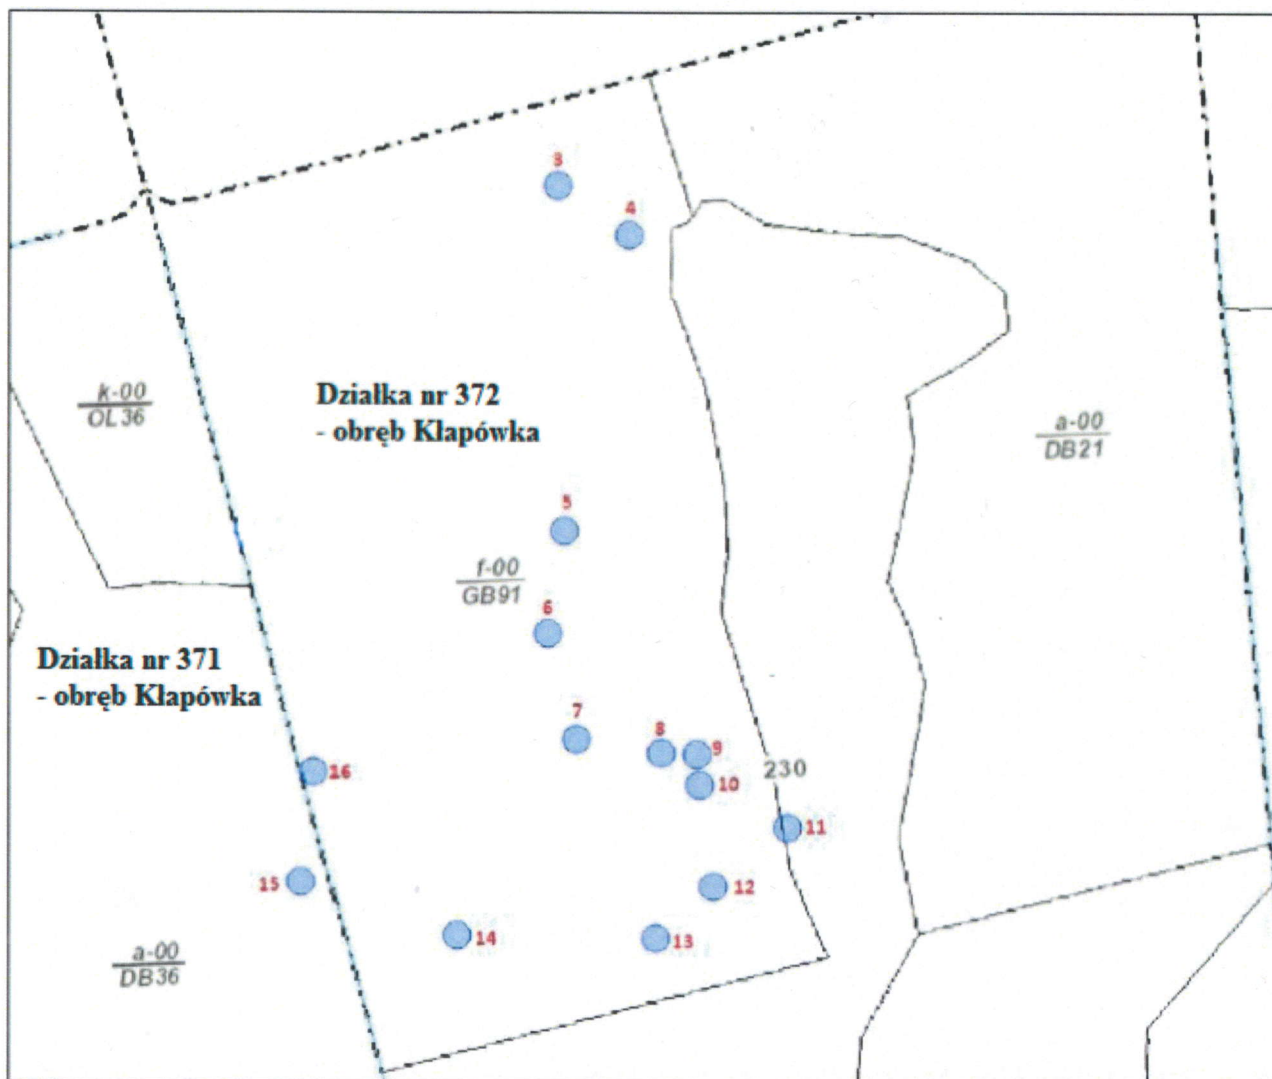 3
4
k-00
OL36
Działka nr 372
- obręb Kłapówka
a-00
DB21
5
f-00
GB91
6
Działka nr 371
- obręb Kłapówka
7
8
9
230
16
10
11
15
12
14
13
a-00
DB36